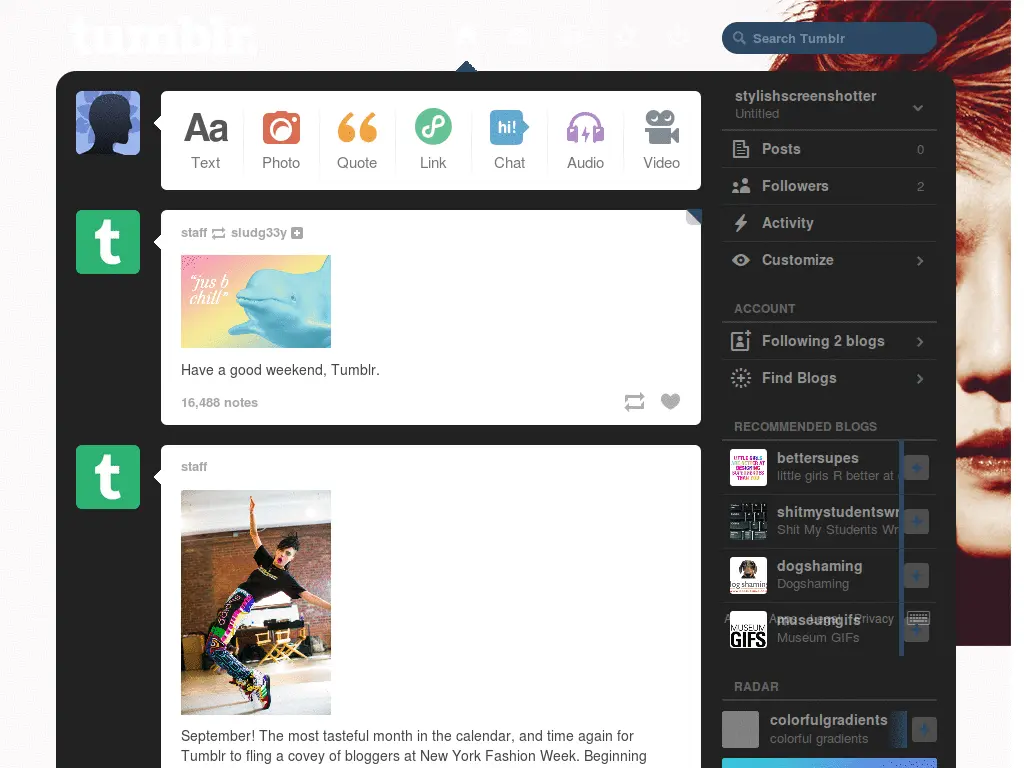 tumblr.
Search Tumblr
Aa
hi!
Text
Photo
Quote
Link
Chat
Audio
Video
stylishscreenshotter
Untitled
Posts 0
Followers 2
Activity
Customize
ACCOUNT
Following 2 blogs
Find Blogs
RECOMMENDED BLOGS
bettersupes
little girls R better at
shitmystudentswr
Shit My Students Wr
dogshaming
Dogshaming
museumgifs
Legal Privacy
MUSEUM
GIFS
Museum GIFs
RADAR
colorfulgradients
colorful gradients
t
staff sludg33y
"jus b
chill"
Have a good weekend, Tumblr.
16,488 notes
t
staff
September! The most tasteful month in the calendar, and time again for
Tumblr to fling a covey of bloggers at New York Fashion Week. Beginning